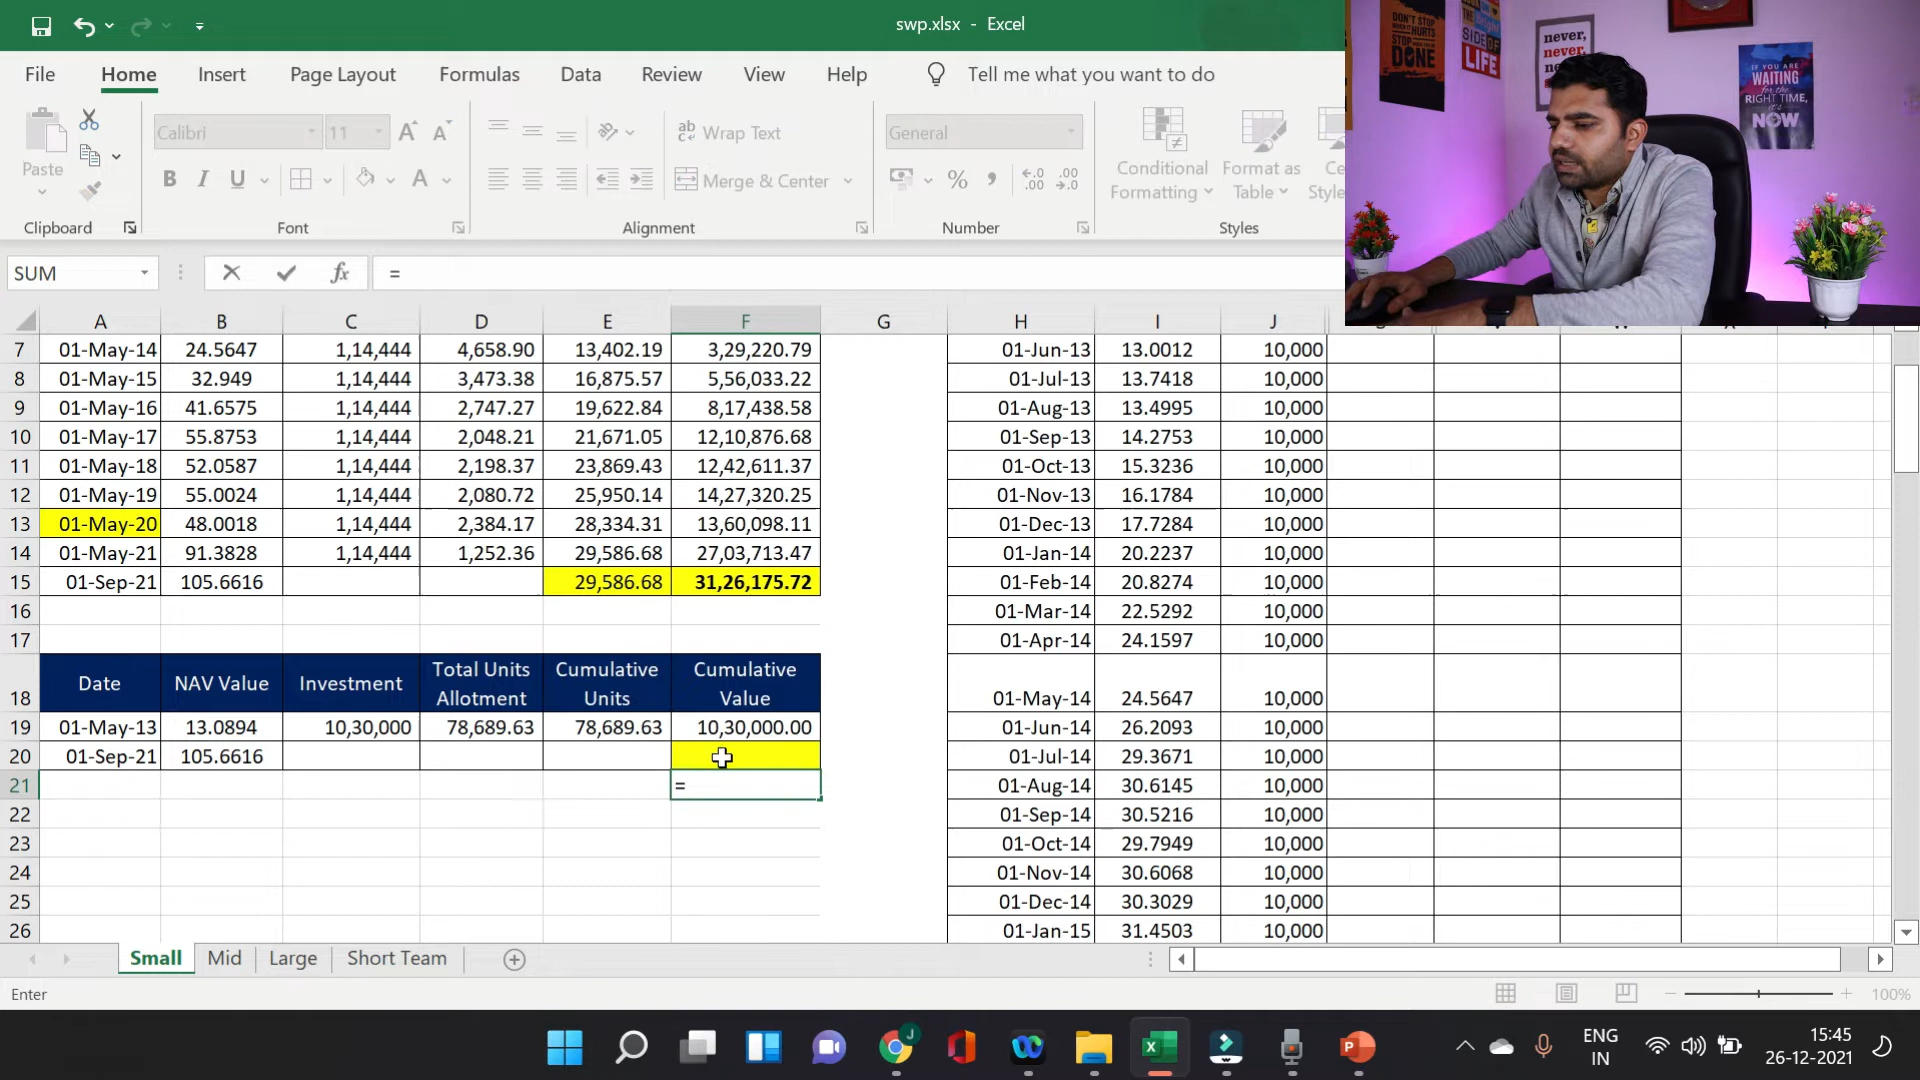 swp.xlsx - Excel
File Home Insert Page Layout Formulas Data Review View Help Tell me what you want to do
Paste
Clipboard
Calibri 11
B I U
Font
Wrap Text
Merge & Center
Alignment
General
Number
Conditional Formatting
Format as Table
Styles
DON'T STOP
DONE
SIDE OF
LIFE
never,
never,
IF YOU ARE
WAITING
for the
RIGHT TIME,
it's
NOW
SUM fx =
A B C D E F G H I J
7 01-May-14 24.5647 1,14,444 4,658.90 13,402.19 3,29,220.79 01-Jun-13 13.0012 10,000
8 01-May-15 32.949 1,14,444 3,473.38 16,875.57 5,56,033.22 01-Jul-13 13.7418 10,000
9 01-May-16 41.6575 1,14,444 2,747.27 19,622.84 8,17,438.58 01-Aug-13 13.4995 10,000
10 01-May-17 55.8753 1,14,444 2,048.21 21,671.05 12,10,876.68 01-Sep-13 14.2753 10,000
11 01-May-18 52.0587 1,14,444 2,198.37 23,869.43 12,42,611.37 01-Oct-13 15.3236 10,000
12 01-May-19 55.0024 1,14,444 2,080.72 25,950.14 14,27,320.25 01-Nov-13 16.1784 10,000
13 01-May-20 48.0018 1,14,444 2,384.17 28,334.31 13,60,098.11 01-Dec-13 17.7284 10,000
14 01-May-21 91.3828 1,14,444 1,252.36 29,586.68 27,03,713.47 01-Jan-14 20.2237 10,000
15 01-Sep-21 105.6616 29,586.68 31,26,175.72 01-Feb-14 20.8274 10,000
16 01-Mar-14 22.5292 10,000
17 01-Apr-14 24.1597 10,000
18 Date NAV Value Investment Total Units Allotment Cumulative Units Cumulative Value 01-May-14 24.5647 10,000
19 01-May-13 13.0894 10,30,000 78,689.63 78,689.63 10,30,000.00 01-Jun-14 26.2093 10,000
20 01-Sep-21 105.6616 01-Jul-14 29.3671 10,000
21 = 01-Aug-14 30.6145 10,000
22 01-Sep-14 30.5216 10,000
23 01-Oct-14 29.7949 10,000
24 01-Nov-14 30.6068 10,000
25 01-Dec-14 30.3029 10,000
26 01-Jan-15 31.4503 10,000
Small Mid Large Short Team
Enter 100%
ENG
IN
15:45
26-12-2021